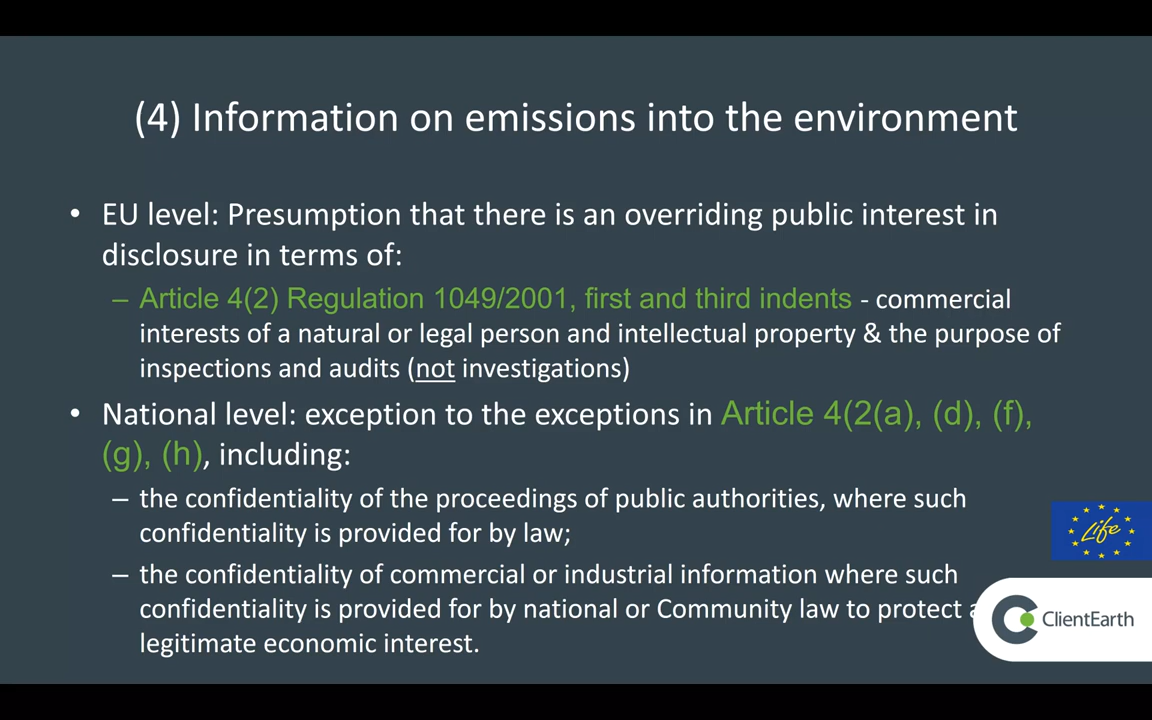 (4) Information on emissions into the environment
• EU level: Presumption that there is an overriding public interest in
disclosure in terms of:
– Article 4(2) Regulation 1049/2001, first and third indents - commercial
interests of a natural or legal person and intellectual property & the purpose of
inspections and audits (not investigations)
• National level: exception to the exceptions in Article 4(2(a), (d), (f),
(g), (h), including:
– the confidentiality of the proceedings of public authorities, where such
confidentiality is provided for by law;
– the confidentiality of commercial or industrial information where such
confidentiality is provided for by national or Community law to protect a
legitimate economic interest.
Life
ClientEarth